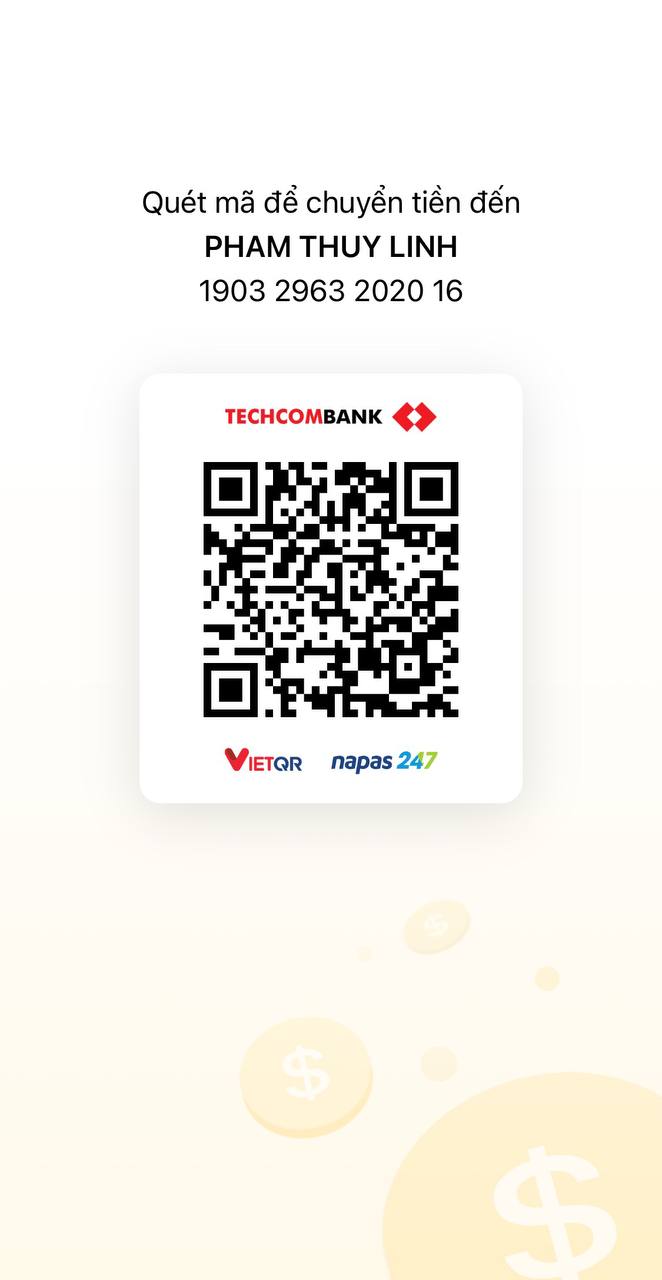 Quét mã để chuyển tiền đến
PHAM THUY LINH
1903 2963 2020 16
TECHCOMBANK
VIETQR napas 247
$
$
$